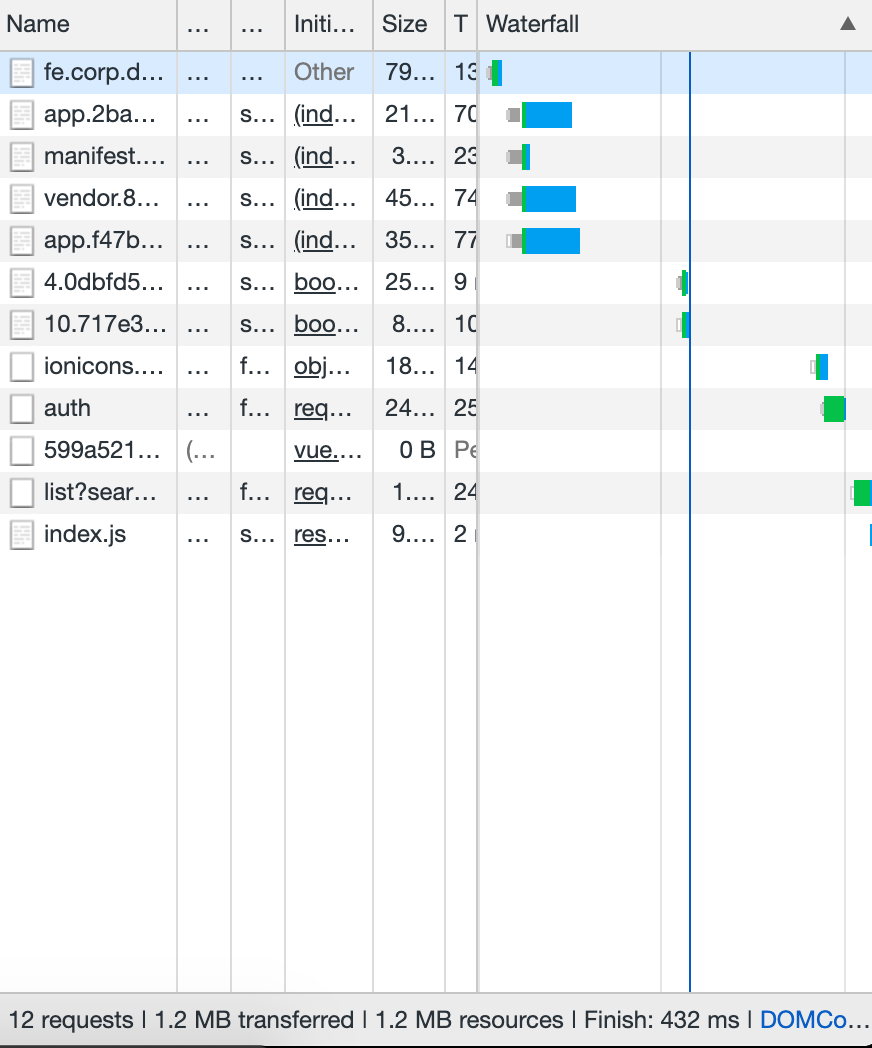 Name … … Initi… Size T Waterfall
fe.corp.d… … … Other 79… 13
app.2ba… … s… (ind… 21… 70
manifest.… … s… (ind… 3.… 23
vendor.8… … s… (ind… 45… 74
app.f47b… … s… (ind… 35… 77
4.0dbfd5… … s… boo… 25… 9
10.717e3… … s… boo… 8.… 10
ionicons.… … f… obj… 18… 14
auth … f… req… 24… 25
599a521… (… vue.… 0 B Pe
list?sear… … f… req… 1.… 24
index.js … s… res… 9.… 2
12 requests | 1.2 MB transferred | 1.2 MB resources | Finish: 432 ms | DOMCo…